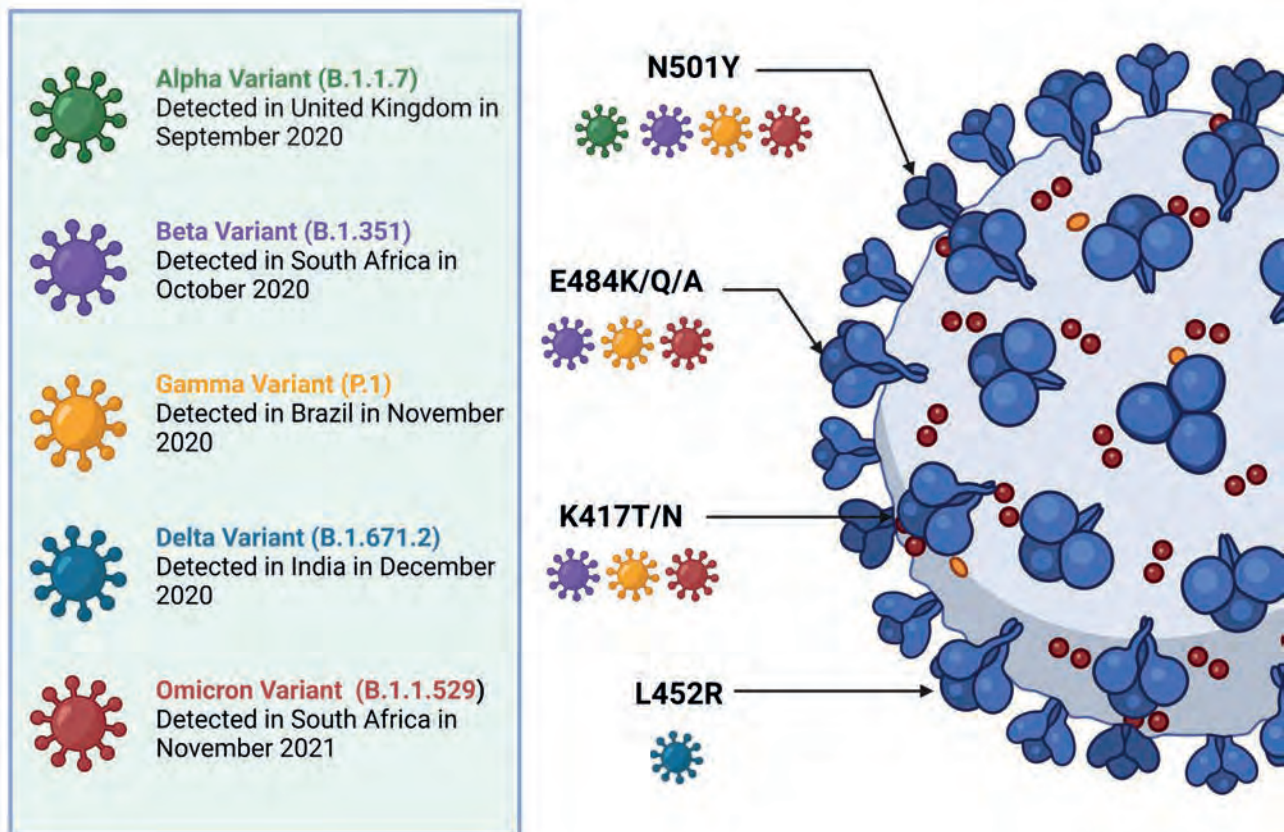 Alpha Variant (B.1.1.7)
Detected in United Kingdom in
September 2020
Beta Variant (B.1.351)
Detected in South Africa in
October 2020
Gamma Variant (P.1)
Detected in Brazil in November
2020
Delta Variant (B.1.671.2)
Detected in India in December
2020
Omicron Variant (B.1.1.529)
Detected in South Africa in
November 2021
N501Y
E484K/Q/A
K417T/N
L452R